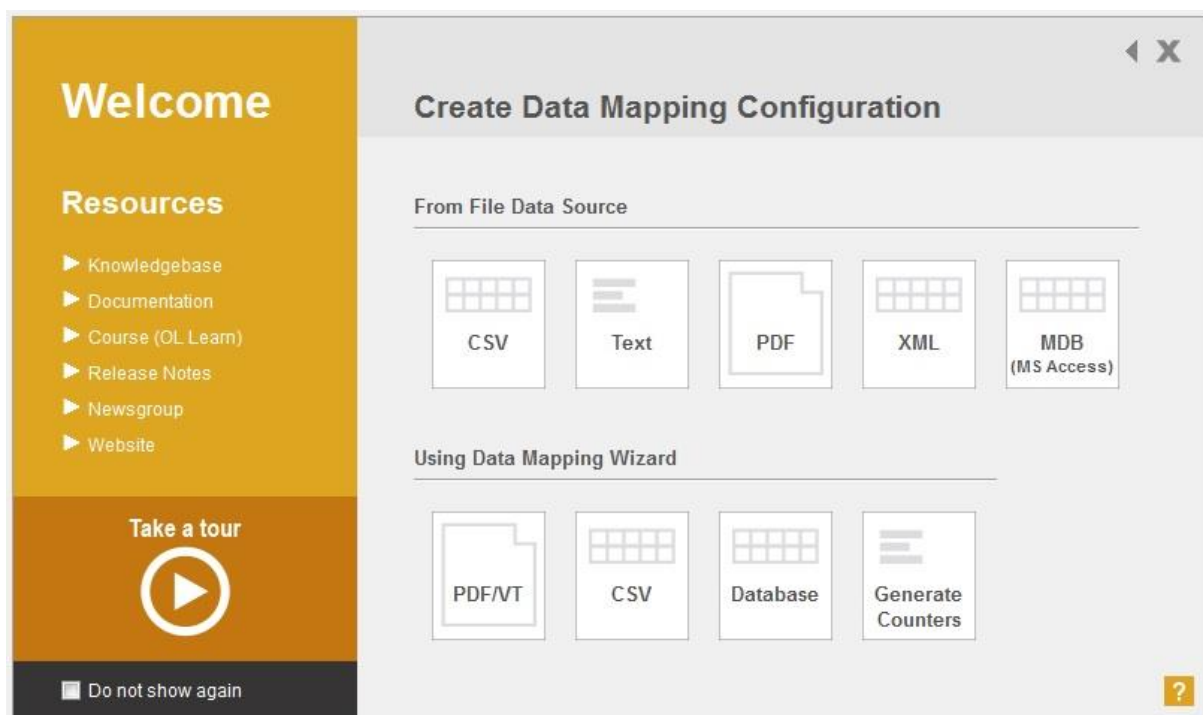 Welcome
Resources
Knowledgebase
Documentation
Course (OL Learn)
Release Notes
Newsgroup
Website
Take a tour
Do not show again
X
Create Data Mapping Configuration
From File Data Source
CSV
Text
PDF
XML
MDB
(MS Access)
Using Data Mapping Wizard
PDF/VT
CSV
Database
Generate
Counters
?